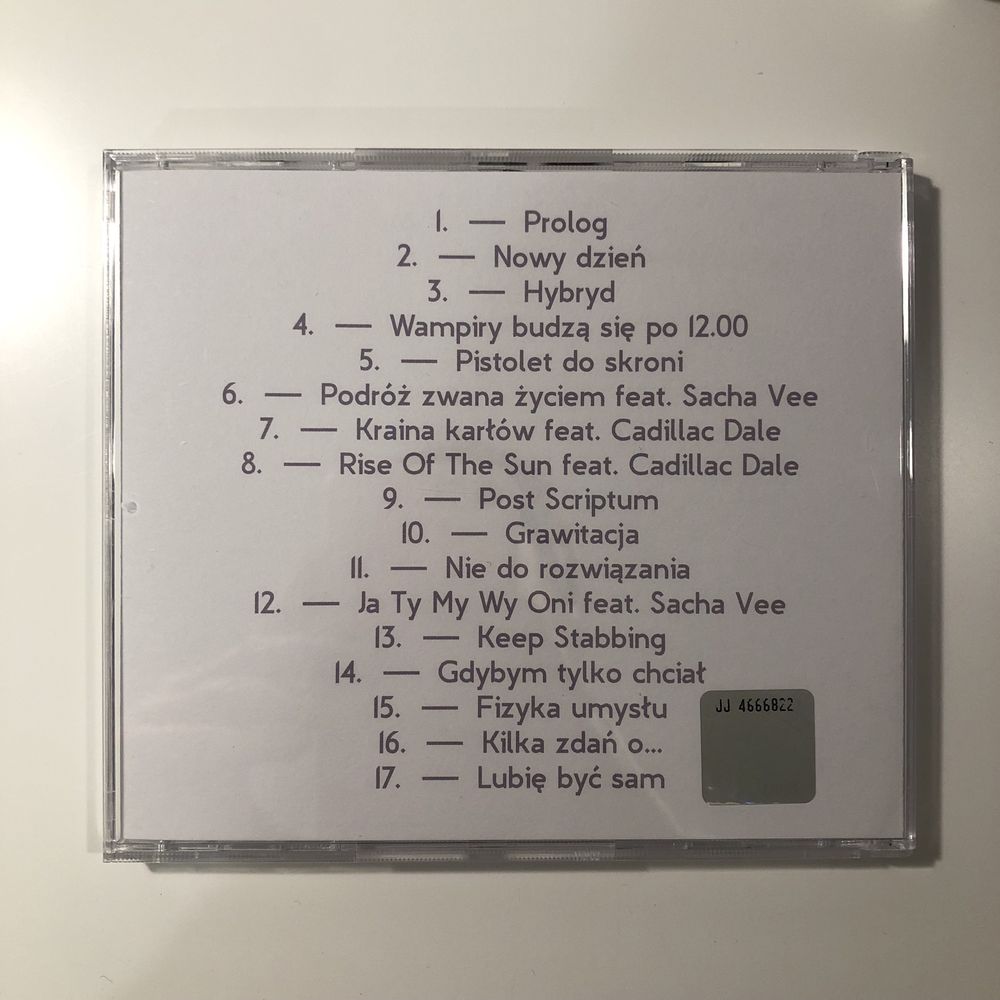 1. — Prolog
2. — Nowy dzień
3. — Hybryd
4. — Wampiry budzą się po 12.00
5. — Pistolet do skroni
6. — Podróż zwana życiem feat. Sacha Vee
7. — Kraina karłów feat. Cadillac Dale
8. — Rise Of The Sun feat. Cadillac Dale
9. — Post Scriptum
10. — Grawitacja
11. — Nie do rozwiązania
12. — Ja Ty My Wy Oni feat. Sacha Vee
13. — Keep Stabbing
14. — Gdybym tylko chciał
15. — Fizyka umysłu
16. — Kilka zdań o...
17. — Lubię być sam
JJ 4666822